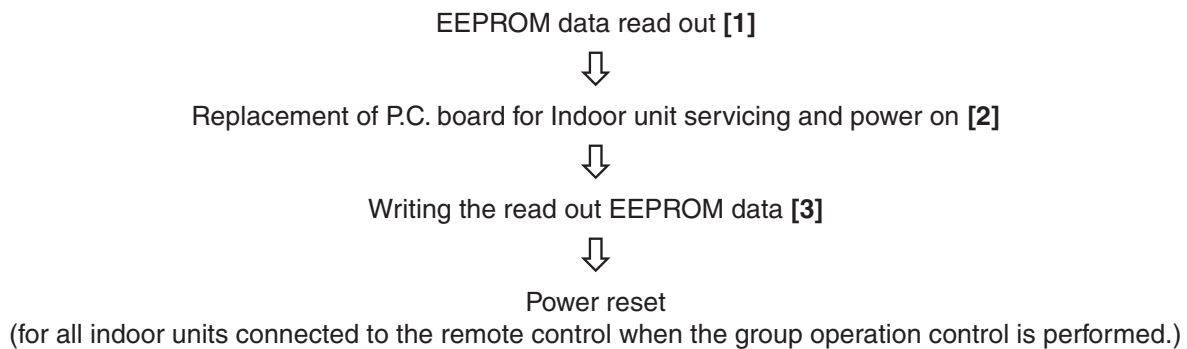 EEPROM data read out [1]
Replacement of P.C. board for Indoor unit servicing and power on [2]
Writing the read out EEPROM data [3]
Power reset
(for all indoor units connected to the remote control when the group operation control is performed.)